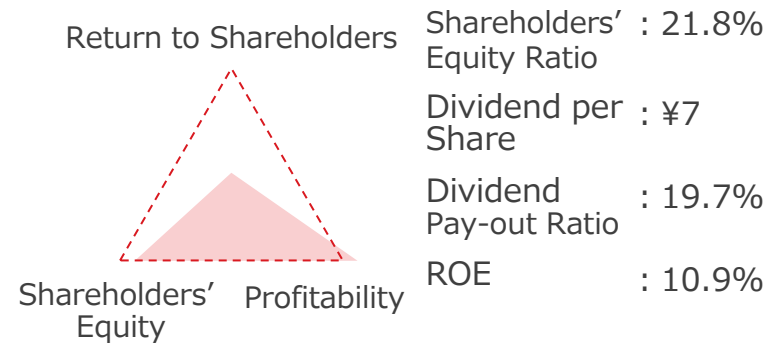 Return to Shareholders
Shareholders’
Equity
Profitability
Shareholders’ : 21.8%
Equity Ratio
Dividend per : ¥7
Share
Dividend : 19.7%
Pay-out Ratio
ROE : 10.9%